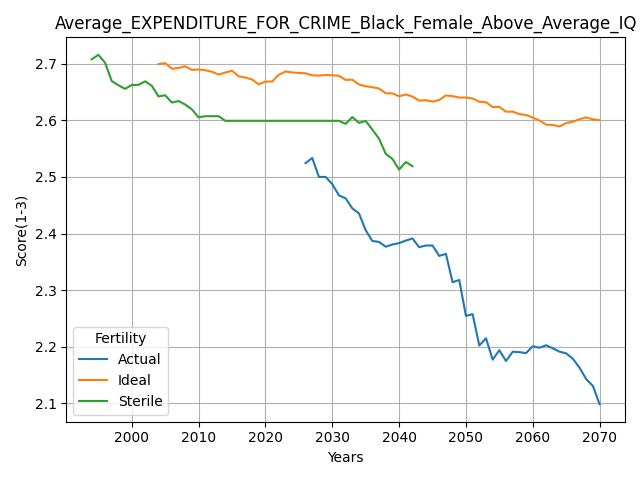 Average_EXPENDITURE_FOR_CRIME_Black_Female_Above_Average_IQ
2.7
2.6
2.5
2.4
2.3
2.2
2.1
Score(1-3)
Fertility
Actual
Ideal
Sterile
2000 2010 2020 2030 2040 2050 2060 2070
Years